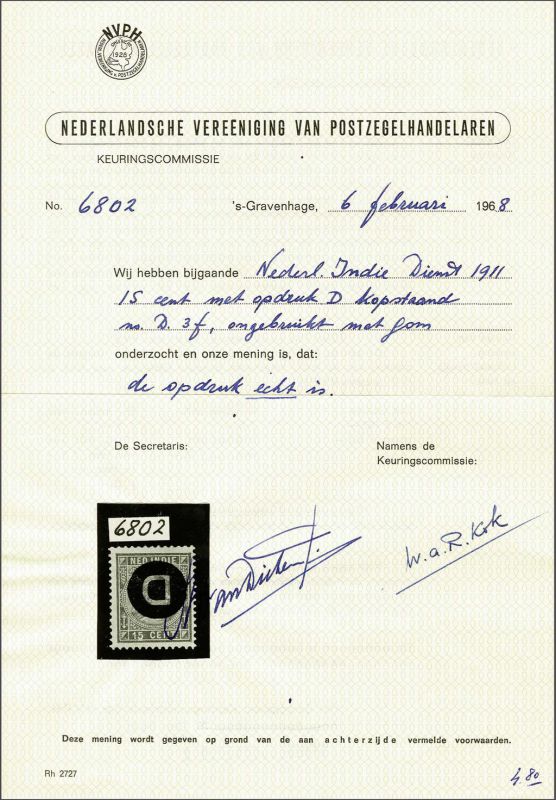 NVPH
OPGERICHT
1928
NEDERLANDSCHE VEREENIGING VAN POSTZEGELHANDELAREN
KEURINGSCOMMISSIE
No. 6802 's-Gravenhage, 6 februari 1968
Wij hebben bijgaande Nederl. Indie Dienst 1911
15 cent met opdruk D Kopstaand
no. D. 3f, ongebruikt met gom
onderzocht en onze mening is, dat:
de opdruk echt is.
De Secretaris: Namens de
Keuringscommissie:
6802
NED. INDIE
D
15 CENT
W.a.R. Kok
Deze mening wordt gegeven op grond van de aan achterzijde vermelde voorwaarden.
Rh 2727
4.80